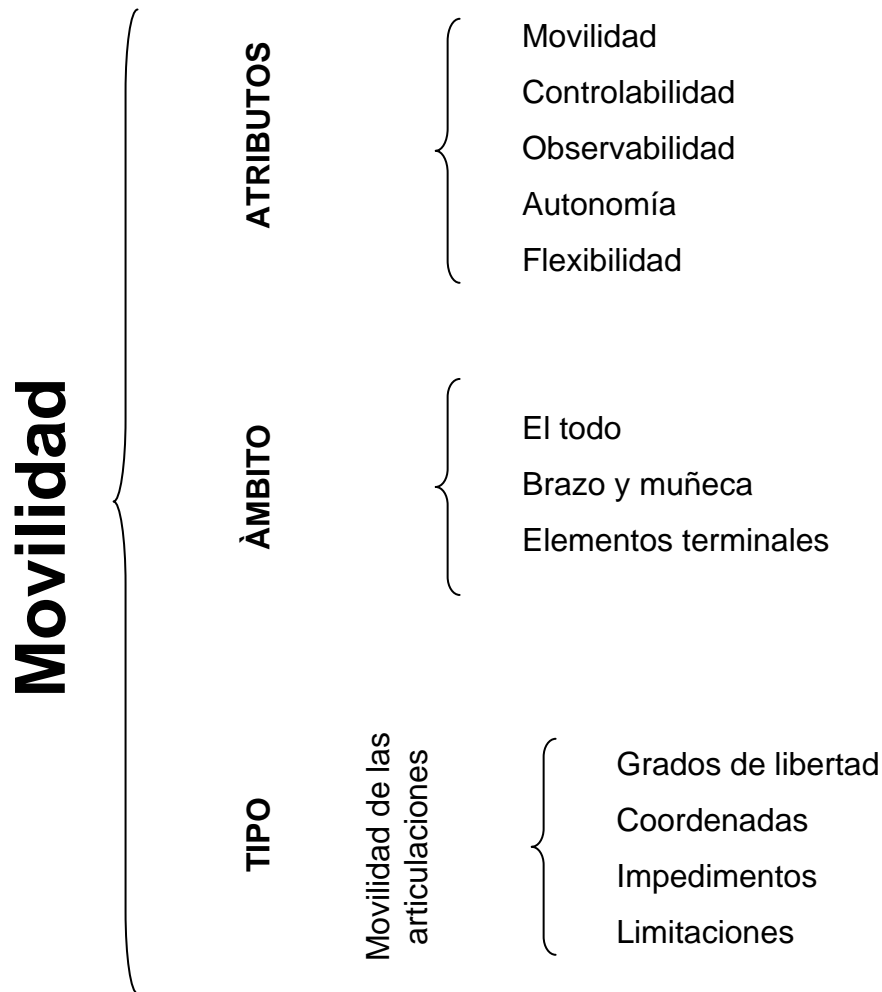 Movilidad
ATRIBUTOS
Movilidad
Controlabilidad
Observabilidad
Autonomía
Flexibilidad
ÀMBITO
El todo
Brazo y muñeca
Elementos terminales
TIPO
Movilidad de las
articulaciones
Grados de libertad
Coordenadas
Impedimentos
Limitaciones